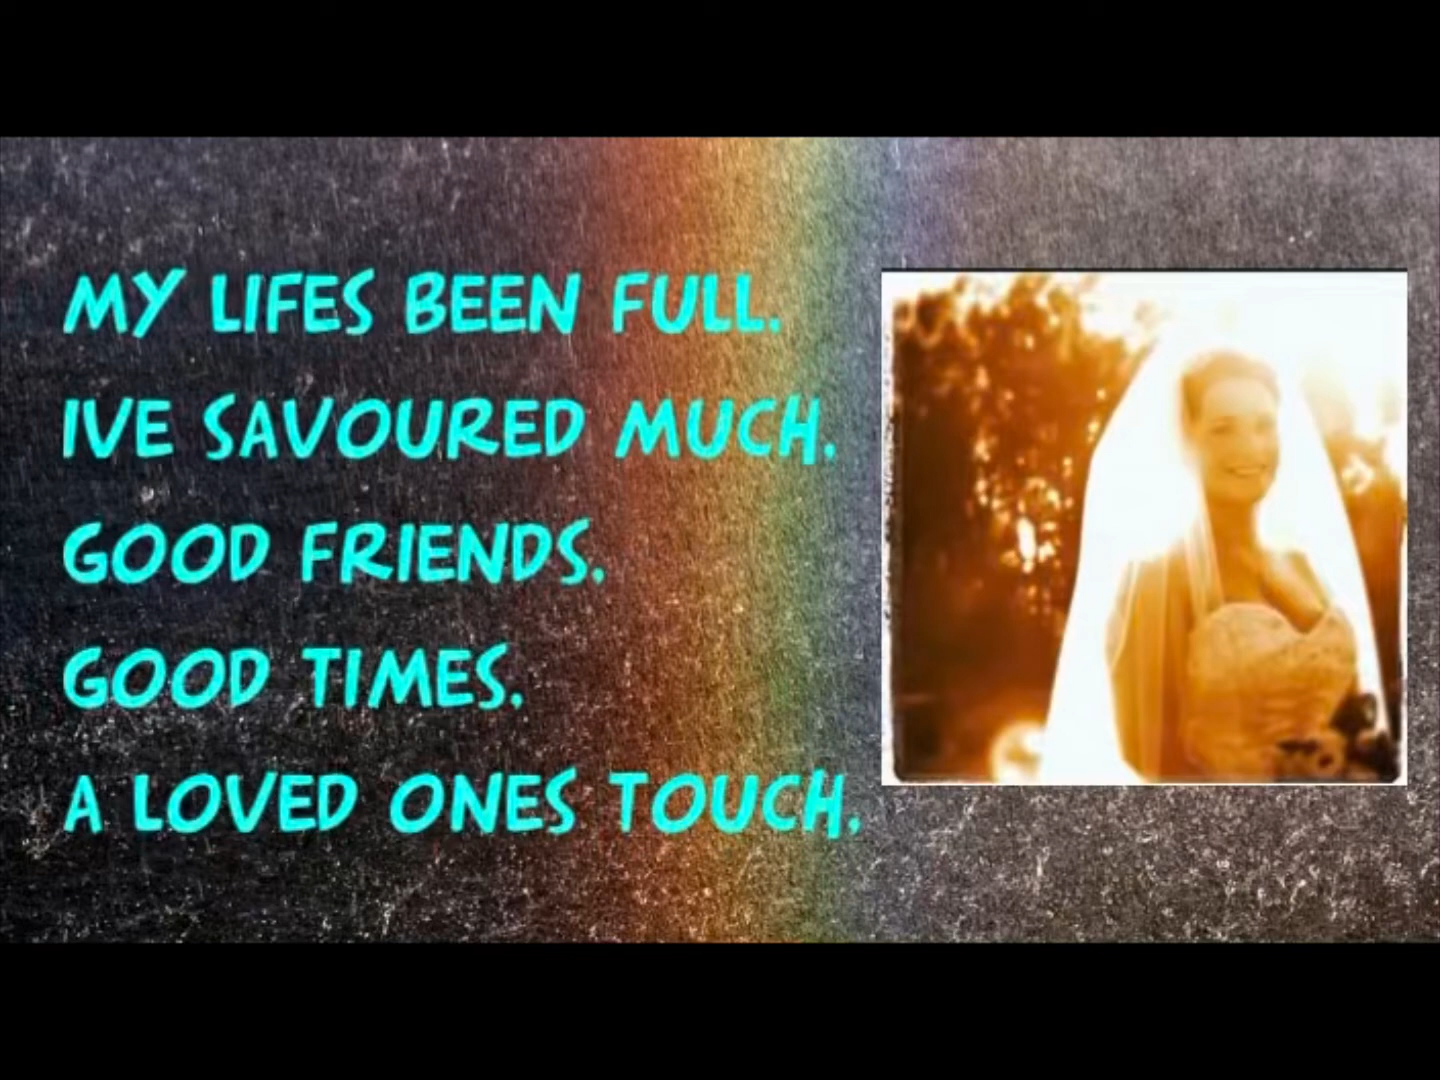 MY LIFES BEEN FULL.
IVE SAVOURED MUCH.
GOOD FRIENDS.
GOOD TIMES.
A LOVED ONES TOUCH.